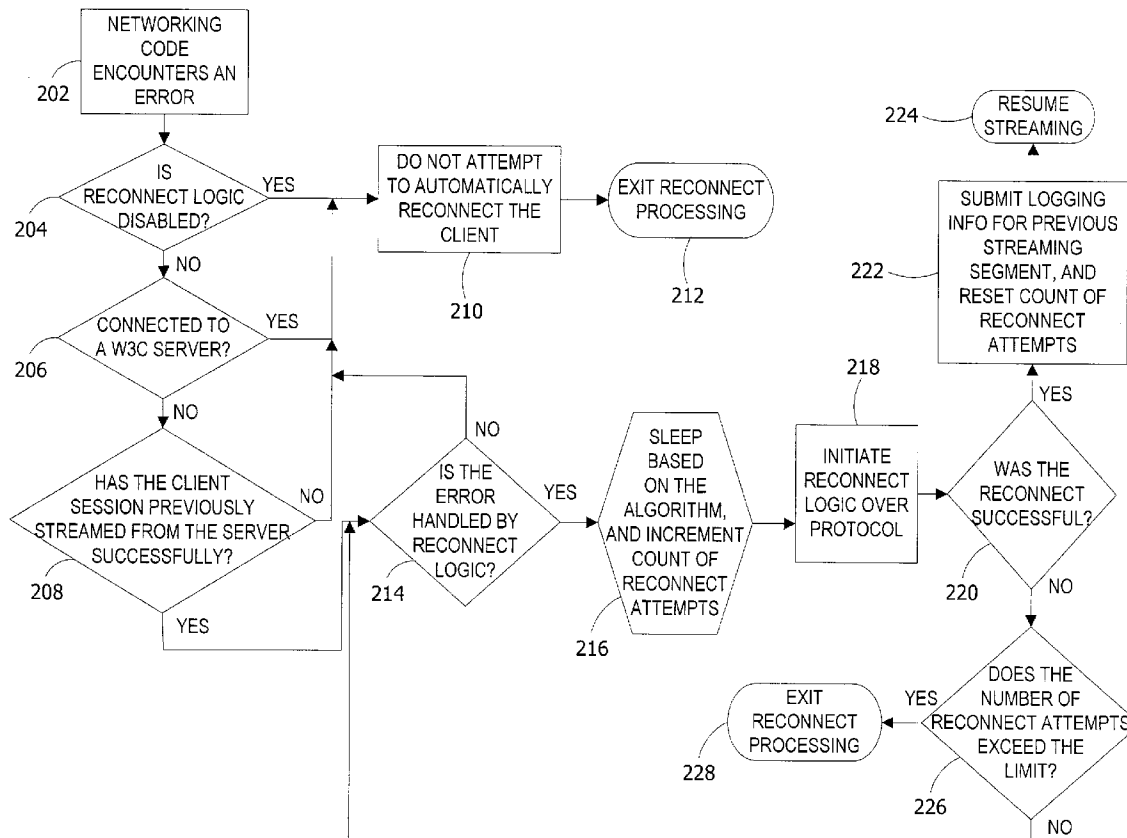 NETWORKING
CODE
ENCOUNTERS AN
ERROR
202
IS
RECONNECT LOGIC
DISABLED?
204
YES
NO
DO NOT ATTEMPT
TO AUTOMATICALLY
RECONNECT THE
CLIENT
210
EXIT RECONNECT
PROCESSING
212
CONNECTED TO
A W3C SERVER?
206
YES
NO
HAS THE CLIENT
SESSION PREVIOUSLY
STREAMED FROM THE SERVER
SUCCESSFULLY?
208
NO
YES
IS THE
ERROR
HANDLED BY
RECONNECT
LOGIC?
214
NO
YES
SLEEP
BASED
ON THE
ALGORITHM,
AND INCREMENT
COUNT OF
RECONNECT
ATTEMPTS
216
218
INITIATE
RECONNECT
LOGIC OVER
PROTOCOL
WAS THE
RECONNECT
SUCCESSFUL?
220
YES
NO
SUBMIT LOGGING
INFO FOR PREVIOUS
STREAMING
SEGMENT, AND
RESET COUNT OF
RECONNECT
ATTEMPTS
222
RESUME
STREAMING
224
DOES THE
NUMBER OF
RECONNECT ATTEMPTS
EXCEED THE
LIMIT?
226
YES
NO
EXIT
RECONNECT
PROCESSING
228